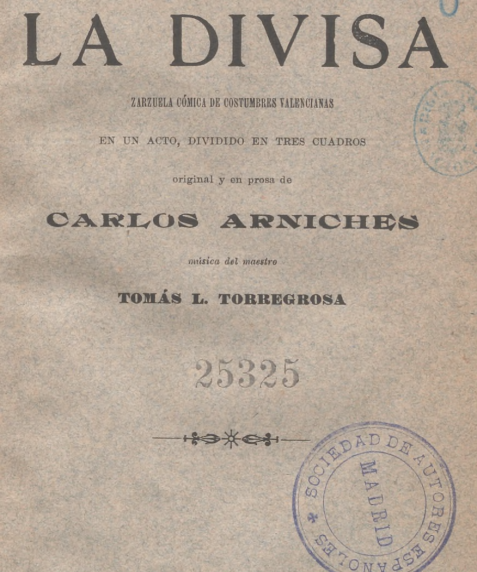 LA DIVISA
ZARZUELA CÓMICA DE COSTUMBRES VALENCIANAS
EN UN ACTO, DIVIDIDO EN TRES CUADROS
original y en prosa de
CARLOS ARNICHES
música del maestro
TOMÁS L. TORREGROSA
25325
SOCIEDAD DE AUTORES ESPAÑOLES
MADRID